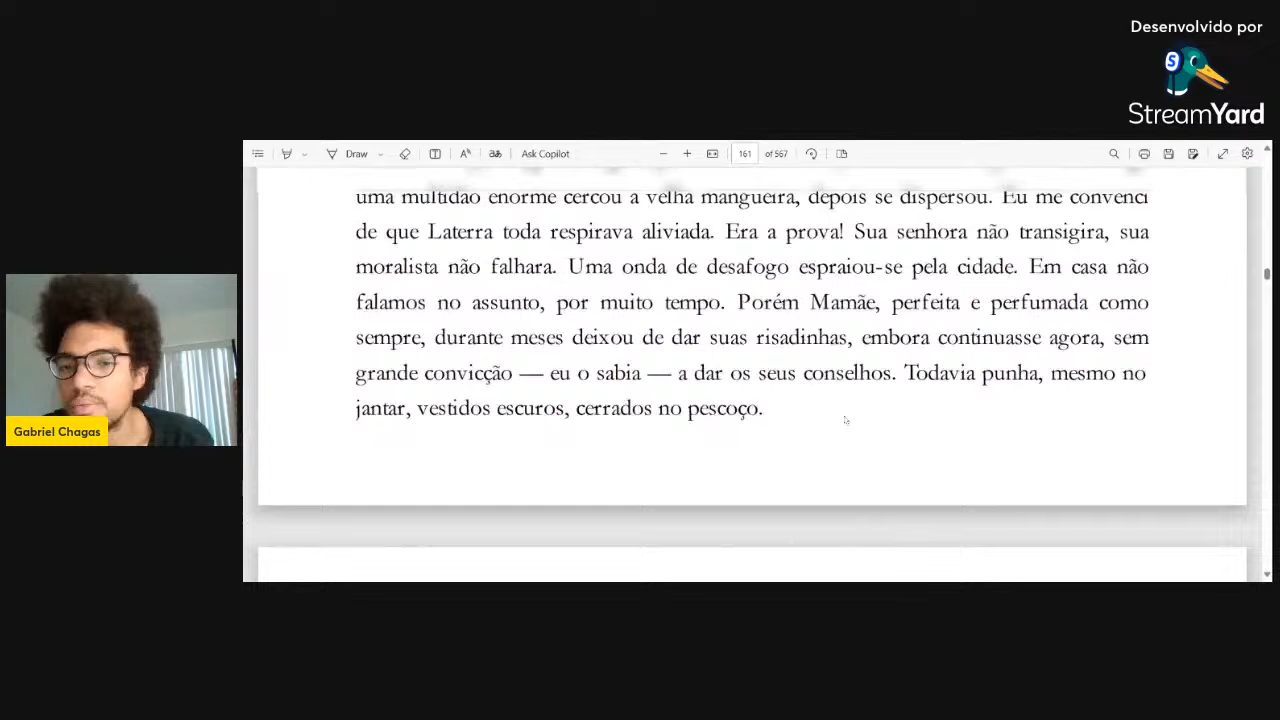 Desenvolvido por
S
StreamYard
Draw
A
aあ
Ask Copilot
161 of 567
uma multidão enorme cercou a velha mangueira, depois se dispersou. Eu me convenci
de que Laterra toda respirava aliviada. Era a prova! Sua senhora não transigira, sua
moralista não falhara. Uma onda de desafogo espraiou-se pela cidade. Em casa não
falamos no assunto, por muito tempo. Porém Mamãe, perfeita e perfumada como
sempre, durante meses deixou de dar suas risadinhas, embora continuasse agora, sem
grande convicção — eu o sabia — a dar os seus conselhos. Todavia punha, mesmo no
jantar, vestidos escuros, cerrados no pescoço.
Gabriel Chagas